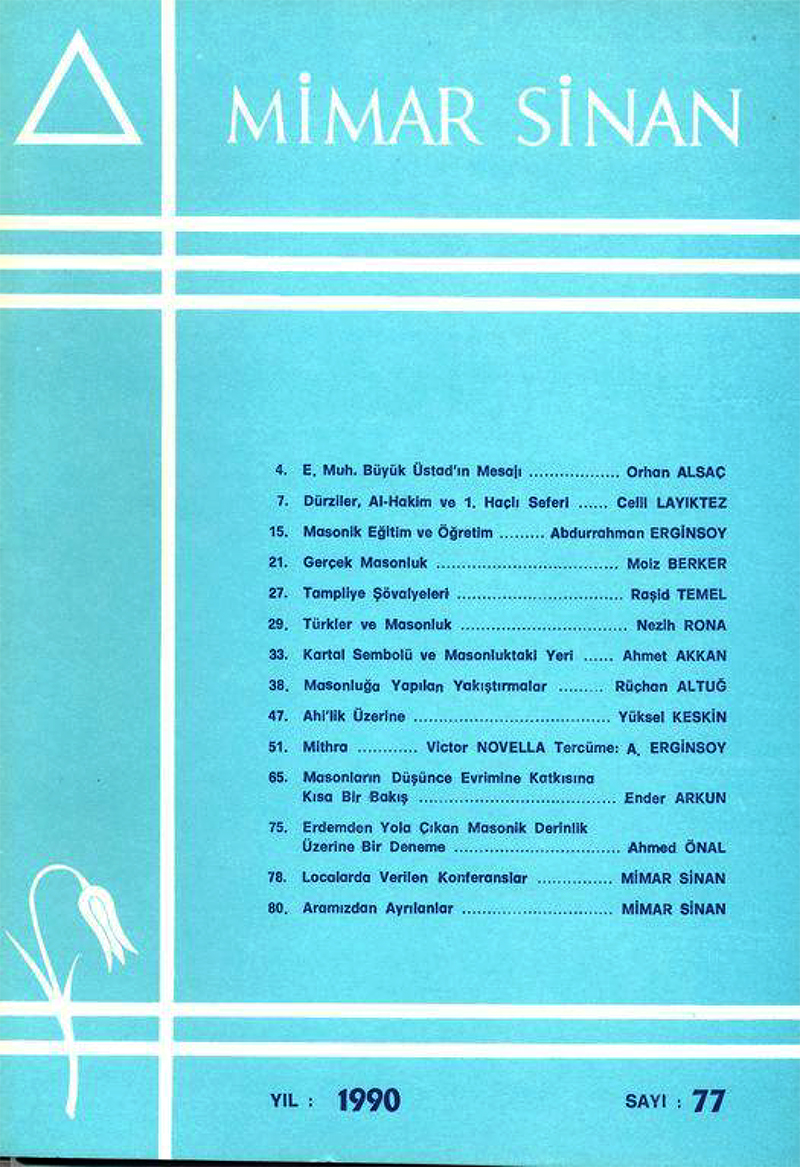 MİMAR SİNAN
4. E. Muh. Büyük Üstad'ın Mesajı .................. Orhan ALSAÇ
7. Dürziler, Al-Hakim ve 1. Haçlı Seferi ...... Celil LAYIKTEZ
15. Masonik Eğitim ve Öğretim ......... Abdurrahman ERGİNSOY
21. Gerçek Masonluk .................................... Moiz BERKER
27. Tampliye Şövalyeleri ................................. Raşid TEMEL
29. Türkler ve Masonluk ................................. Nezih RONA
33. Kartal Sembolü ve Masonluktaki Yeri ...... Ahmet AKKAN
38. Masonluğa Yapılan Yakıştırmalar ......... Rüçhan ALTUĞ
47. Ahi'lik Üzerine ....................................... Yüksel KESKİN
51. Mithra ............ Victor NOVELLA Tercüme: A. ERGİNSOY
65. Masonların Düşünce Evrimine Katkısına
Kısa Bir Bakış ....................................... Ender ARKUN
75. Erdemden Yola Çıkan Masonik Derinlik
Üzerine Bir Deneme ................................. Ahmed ÖNAL
78. Localarda Verilen Konferanslar ............... MİMAR SİNAN
80. Aramızdan Ayrılanlar .............................. MİMAR SİNAN
YIL : 1990 SAYI : 77